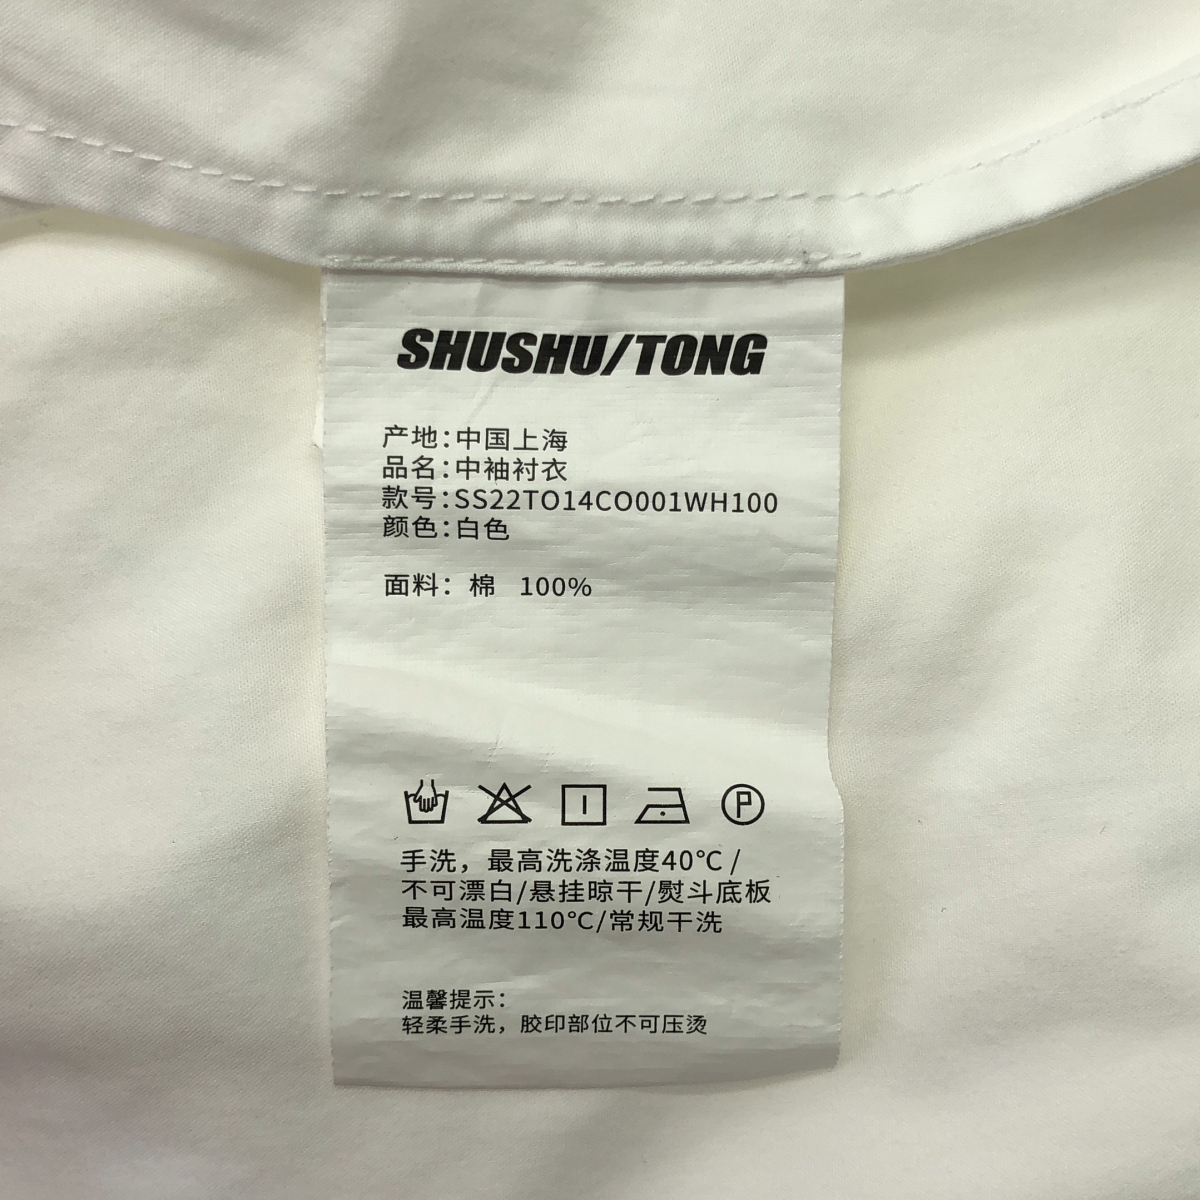 SHUSHU/TONG
产地:中国上海
品名:中袖衬衣
款号:SS22TO14CO001WH100
颜色:白色
面料: 棉 100%
P
手洗，最高洗涤温度40℃/
不可漂白/悬挂晾干/熨斗底板
最高温度110℃/常规干洗
温馨提示:
轻柔手洗，胶印部位不可压烫